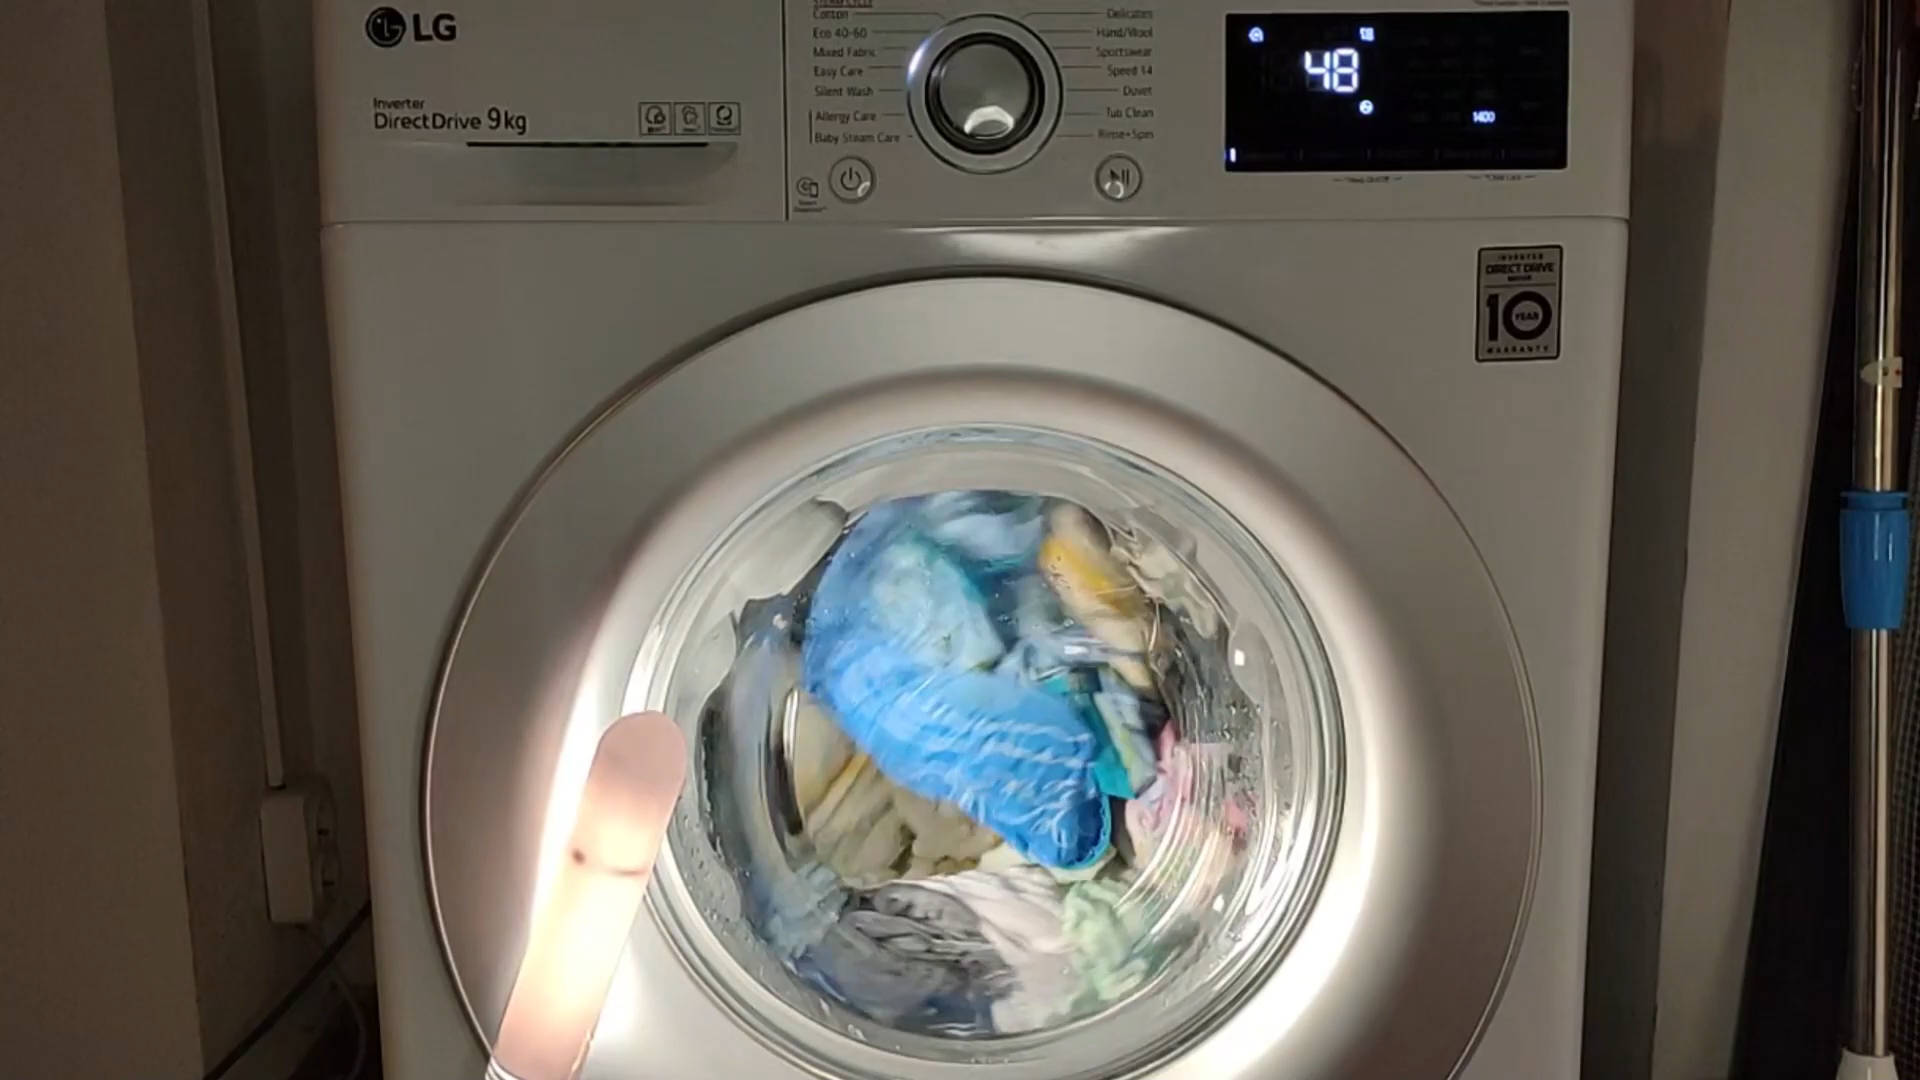 LG
Inverter
DirectDrive 9kg
Cotton
Eco 40-60
Mixed Fabric
Easy Care
Silent Wash
Allergy Care
Baby Steam Care
Delicates
Hand/Wool
Sportswear
Speed 14
Duvet
Tub Clean
Rinse+Spin
48
1400
INVERTER
DIRECT DRIVE
MOTOR
10
YEAR
WARRANTY